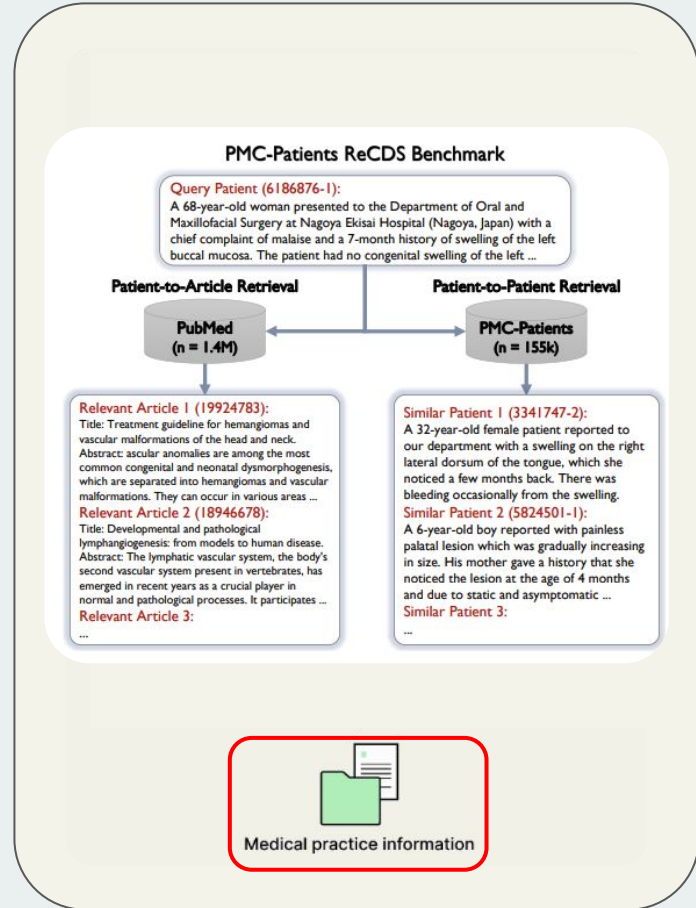 PMC-Patients ReCDS Benchmark
Query Patient (6186876-1):
A 68-year-old woman presented to the Department of Oral and
Maxillofacial Surgery at Nagoya Ekisai Hospital (Nagoya, Japan) with a
chief complaint of malaise and a 7-month history of swelling of the left
buccal mucosa. The patient had no congenital swelling of the left ...
Patient-to-Article Retrieval
Patient-to-Patient Retrieval
PubMed
(n = 1.4M)
PMC-Patients
(n = 155k)
Relevant Article 1 (19924783):
Title: Treatment guideline for hemangiomas and
vascular malformations of the head and neck.
Abstract: ascular anomalies are among the most
common congenital and neonatal dysmorphogenesis,
which are separated into hemangiomas and vascular
malformations. They can occur in various areas ...
Relevant Article 2 (18946678):
Title: Developmental and pathological
lymphangiogenesis: from models to human disease.
Abstract: The lymphatic vascular system, the body's
second vascular system present in vertebrates, has
emerged in recent years as a crucial player in
normal and pathological processes. It participates ...
Relevant Article 3:
...
Similar Patient 1 (3341747-2):
A 32-year-old female patient reported to
our department with a swelling on the right
lateral dorsum of the tongue, which she
noticed a few months back. There was
bleeding occasionally from the swelling.
Similar Patient 2 (5824501-1):
A 6-year-old boy reported with painless
palatal lesion which was gradually increasing
in size. His mother gave a history that she
noticed the lesion at the age of 4 months
and due to static and asymptomatic ...
Similar Patient 3:
...
Medical practice information